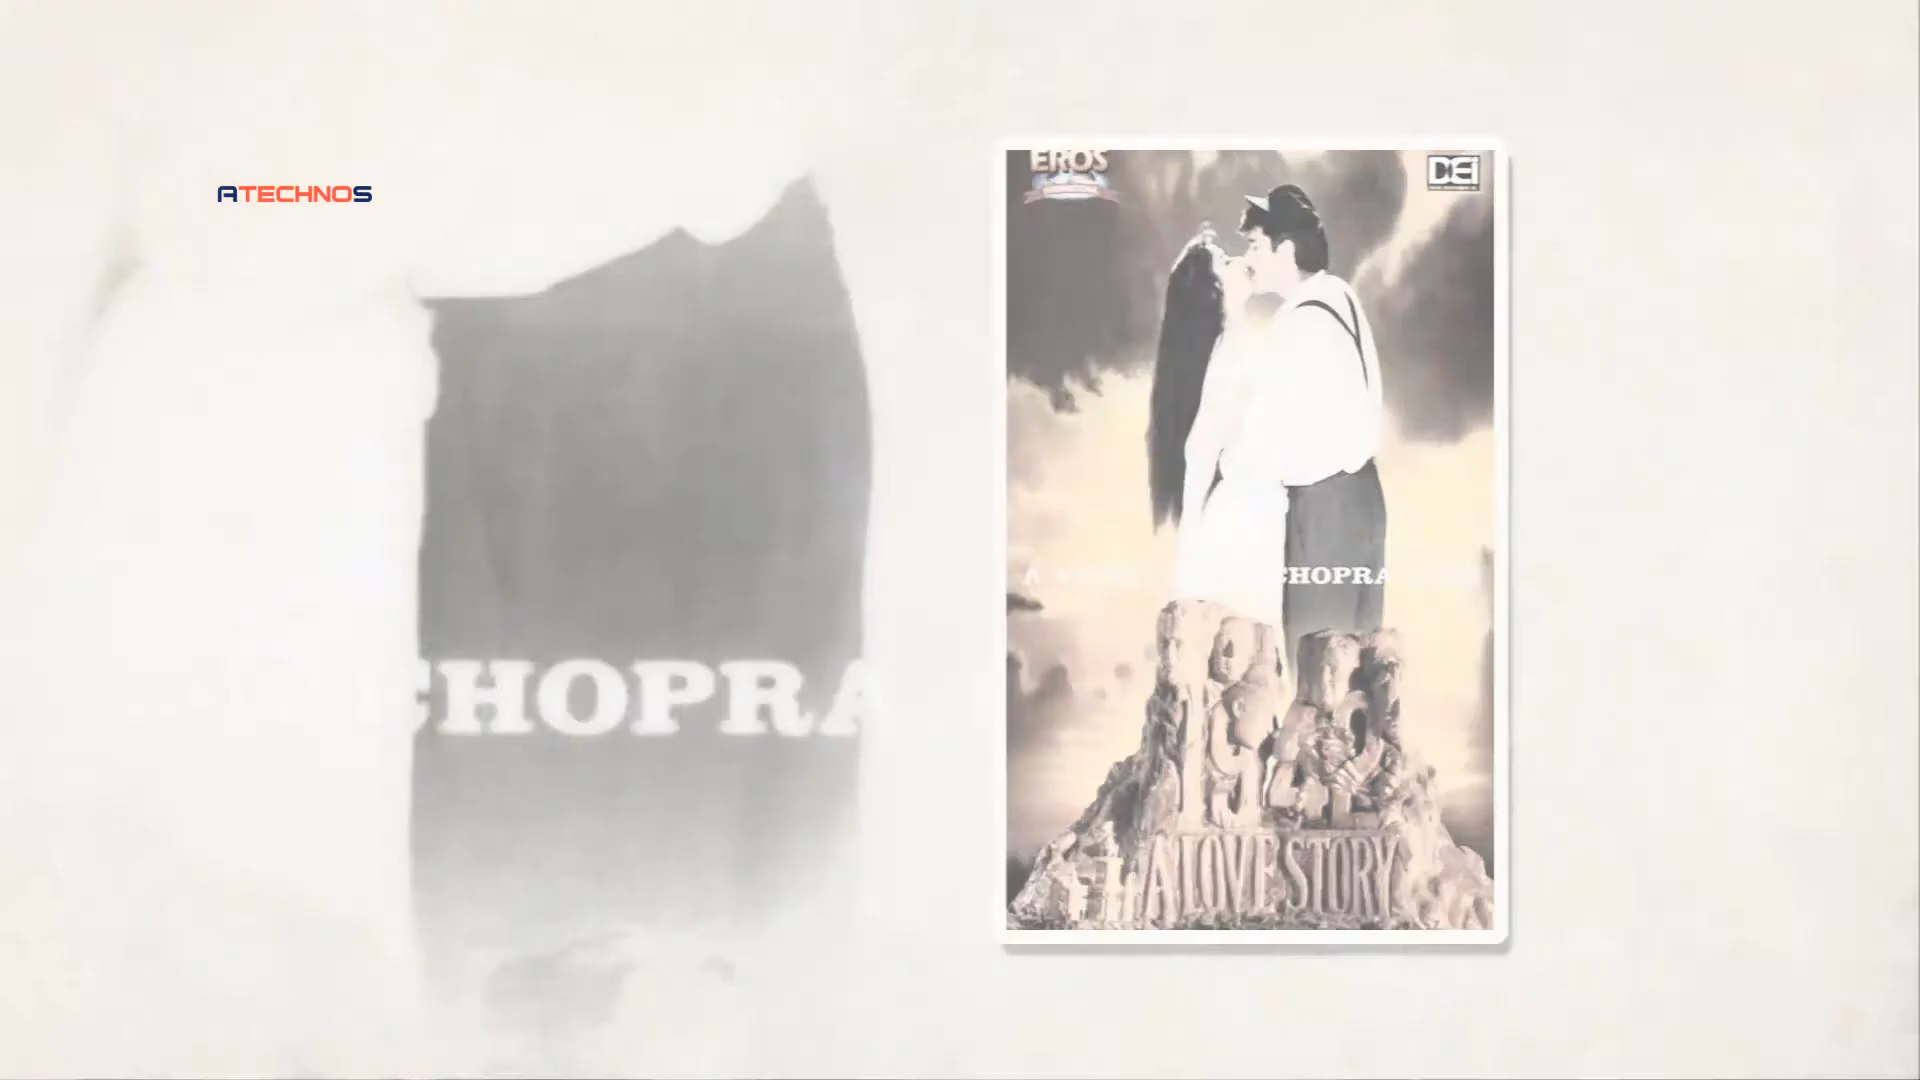 ATECHNOS
CHOPRA
EROS
DEi
A
CHOPRA
1942
A LOVE STORY